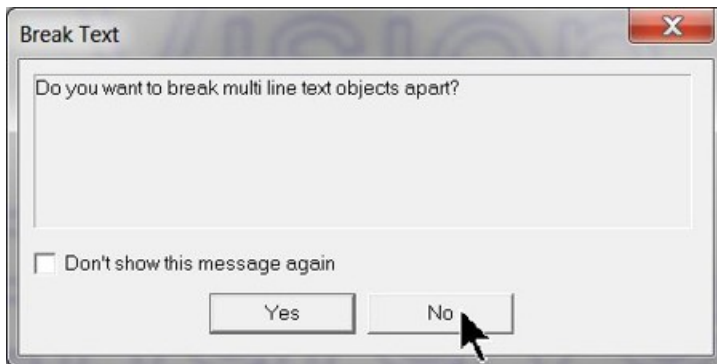 Break Text
Do you want to break multi line text objects apart?
Don't show this message again
Yes
No